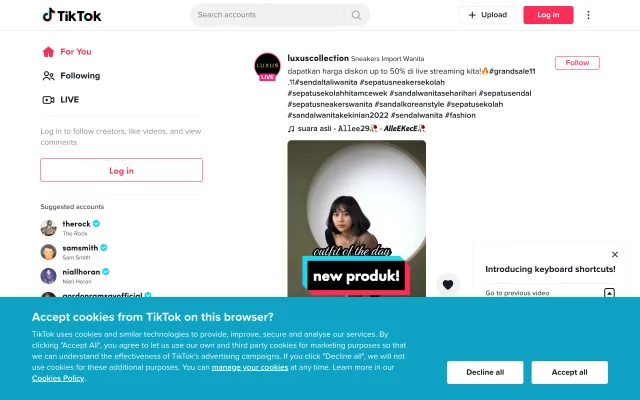 TikTok
Search accounts
+ Upload
Log in
For You
Following
LIVE
Log in to follow creators, like videos, and view
comments.
Log in
Suggested accounts
therock
The Rock
samsmith
Sam Smith
niallhoran
Niall Horan
gordonramsayofficial
LUXUS
LIVE
luxuscollection Sneakers Import Wanita
Follow
dapatkan harga diskon up to 50% di live streaming kita!🔥#grandsale11
.11#sendaltaliwanita #sepatusneakersekolah
#sepatusekolahhitamcewek #sandalwanitaseharihari #sepatusendal
#sepatusneakerswanita #sandalkoreanstyle #sepatusekolah
#sandalwanitakekinian2022 #sandalwanita #fashion
♫ suara asli - Allee29🥀 - AlleEKecE🥀
outfit of the day
new produk!
Introducing keyboard shortcuts!
Go to previous video
Accept cookies from TikTok on this browser?
TikTok uses cookies and similar technologies to provide, improve, secure and analyse our services. By
clicking "Accept All", you agree to let us use our own and third party cookies for marketing purposes so that
we can understand the effectiveness of TikTok's advertising campaigns. If you click "Decline all", we will not
use cookies for these additional purposes. You can manage your cookies at any time. Learn more in our
Cookies Policy.
Decline all
Accept all